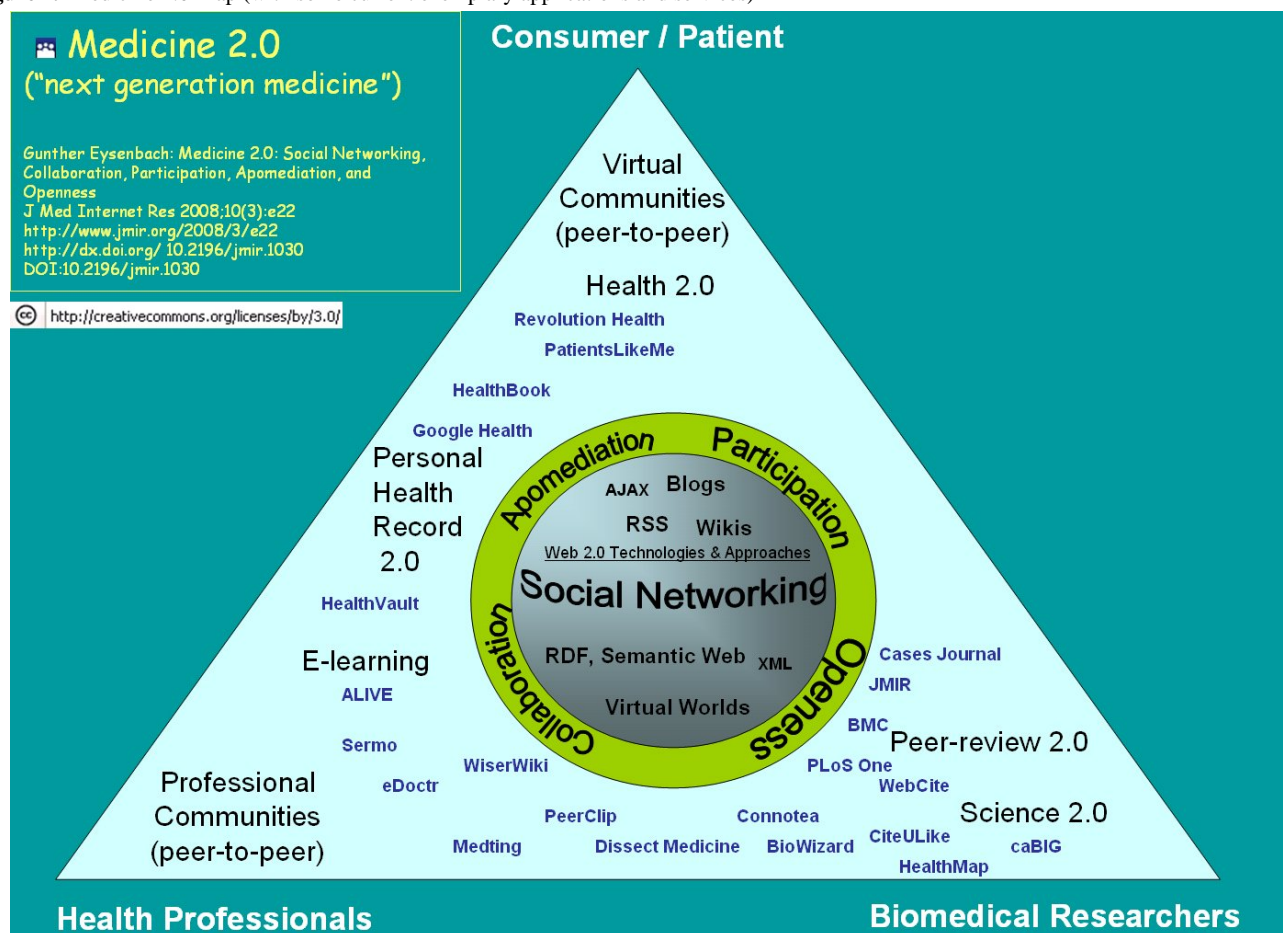 Medicine 2.0
("next generation medicine")
Gunther Eysenbach: Medicine 2.0: Social Networking,
Collaboration, Participation, Apomediation, and
Openness
J Med Internet Res 2008;10(3):e22
http://www.jmir.org/2008/3/e22
http://dx.doi.org/ 10.2196/jmir.1030
DOI:10.2196/jmir.1030
cc http://creativecommons.org/licenses/by/3.0/
Consumer / Patient
Virtual
Communities
(peer-to-peer)
Health 2.0
Revolution Health
PatientsLikeMe
HealthBook
Google Health
Personal
Health
Record
2.0
HealthVault
E-learning
ALIVE
Sermo
eDoctr
Professional
Communities
(peer-to-peer)
Apomediation
Participation
Collaboration
Openess
AJAX Blogs
RSS Wikis
Web 2.0 Technologies & Approaches
Social Networking
RDF, Semantic Web XML
Virtual Worlds
Cases Journal
JMIR
BMC
Peer-review 2.0
PLoS One
WebCite
Science 2.0
WiserWiki
PeerClip
Connotea
CiteULike
Medting
Dissect Medicine
BioWizard
caBIG
HealthMap
Health Professionals
Biomedical Researchers